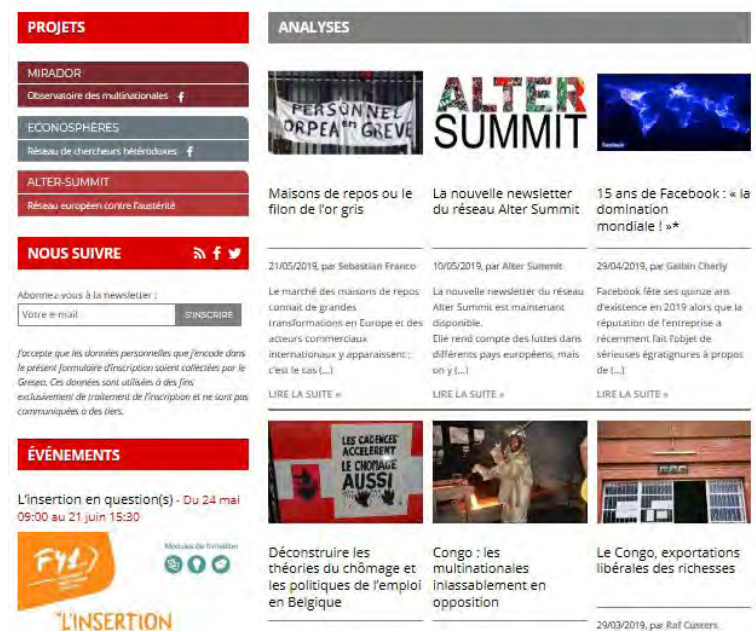 PROJETS
MIRADOR
Observatoire des multinationales
ECONOSPHÈRES
Réseau de chercheurs hétérodoxes
ALTER-SUMMIT
Réseau européen contre l'austérité
NOUS SUIVRE
Abonnez-vous à la newsletter :
Votre e-mail
S'INSCRIRE
J'accepte que les données personnelles que j'encode dans
le présent formulaire d'inscription soient collectées par le
Gresea. Ces données sont utilisées à des fins
exclusivement de traitement de l'inscription et ne sont pas
communiquées à des tiers.
ÉVÉNEMENTS
L'insertion en question(s) - Du 24 mai
09:00 au 21 juin 15:30
FYI)
Modules de formation
"L'INSERTION
ANALYSES
PERSONNEL
ORPEA en GREVE
Maisons de repos ou le
filon de l'or gris
21/05/2019, par Sebastian Franco
Le marché des maisons de repos
connait de grandes
transformations en Europe et des
acteurs commerciaux
internationaux y apparaissent :
c'est le cas (...)
LIRE LA SUITE »
ALTER
SUMMIT
La nouvelle newsletter
du réseau Alter Summit
10/05/2019, par Alter Summit
La nouvelle newsletter du réseau
Alter Summit est maintenant
disponible.
Elle rend compte des luttes dans
différents pays européens, mais
on y (...)
LIRE LA SUITE »
facebook
15 ans de Facebook : « la
domination
mondiale ! »*
29/04/2019, par Galbin Charly
Facebook fête ses quinze ans
d'existence en 2019 alors que la
réputation de l'entreprise a
récemment fait l'objet de
sérieuses égratignures à propos
de (...)
LIRE LA SUITE »
LES CADENCES
ACCELERENT
LE CHOMAGE
AUSSI
Déconstruire les
théories du chômage et
les politiques de l'emploi
en Belgique
Congo : les
multinationales
inlassablement en
opposition
Le Congo, exportations
libérales des richesses
29/03/2019, par Raf Custers